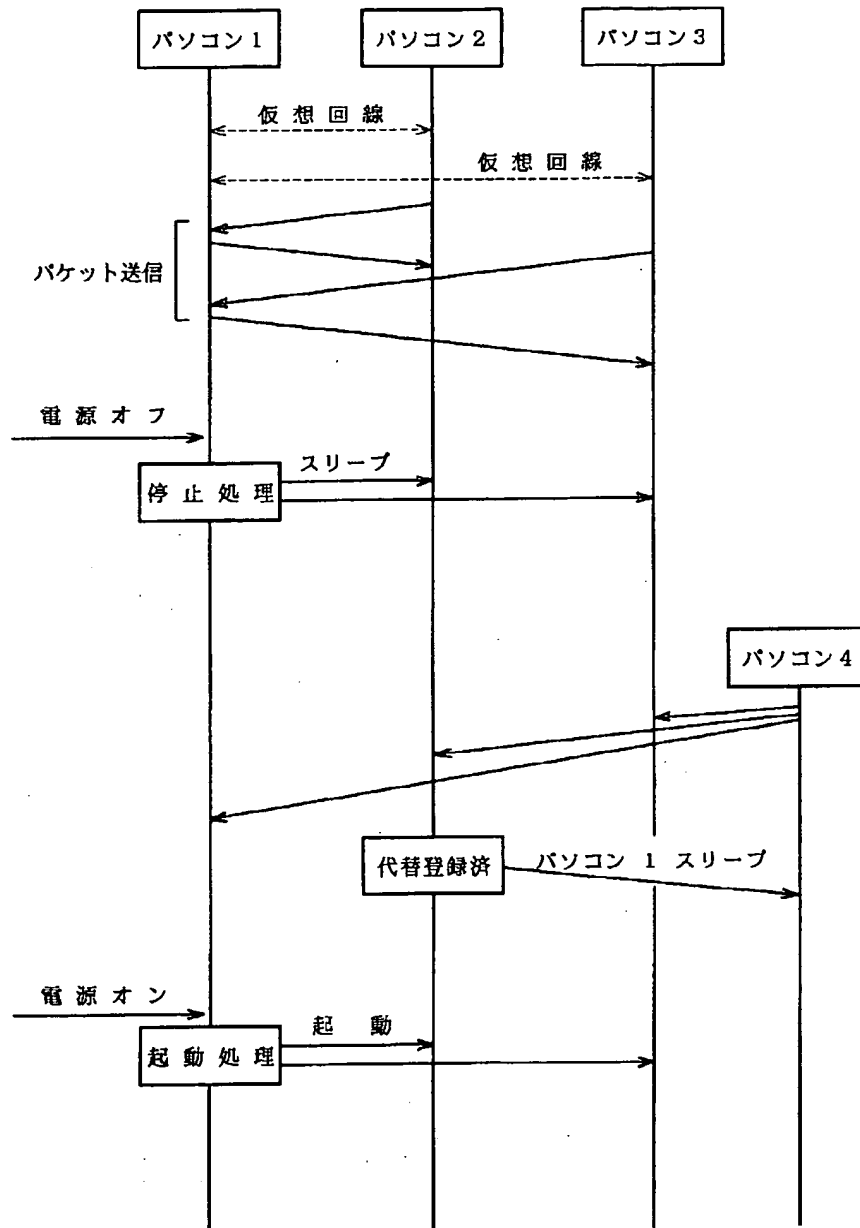 パソコン1
パソコン2
パソコン3
仮想回線
仮想回線
パケット送信
電源オフ
停止処理
スリープ
パソコン4
代替登録済
パソコン 1 スリープ
電源オン
起動処理
起 動